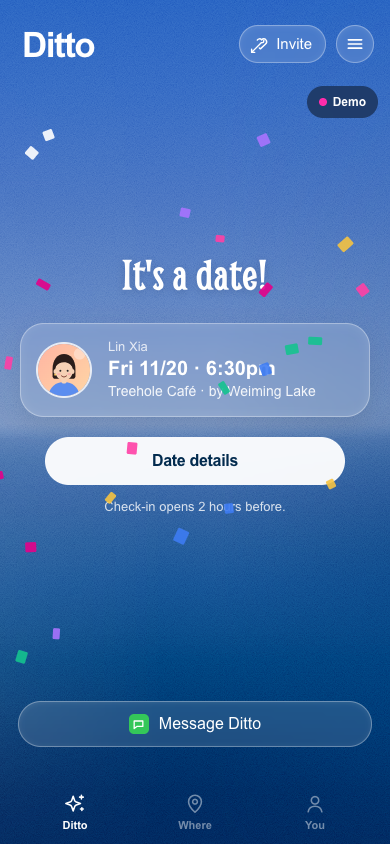 Ditto
Invite
Demo
It's a date!
Lin Xia
Fri 11/20 · 6:30pm
Treehole Café · by Weiming Lake
Date details
Check-in opens 2 hours before.
Message Ditto
Ditto
Where
You